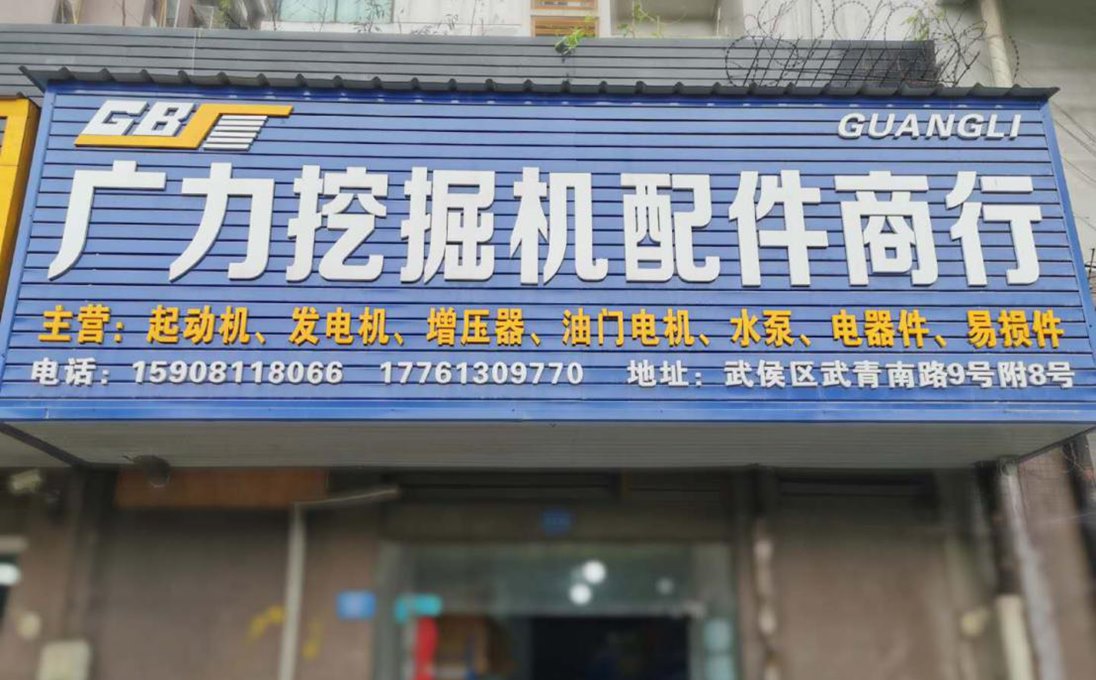 GB GUANGLI
广力挖掘机配件商行
主营：起动机、发电机、增压器、油门电机、水泵、电器件、易损件
电话：15908118066 17761309770 地址：武侯区武青南路9号附8号